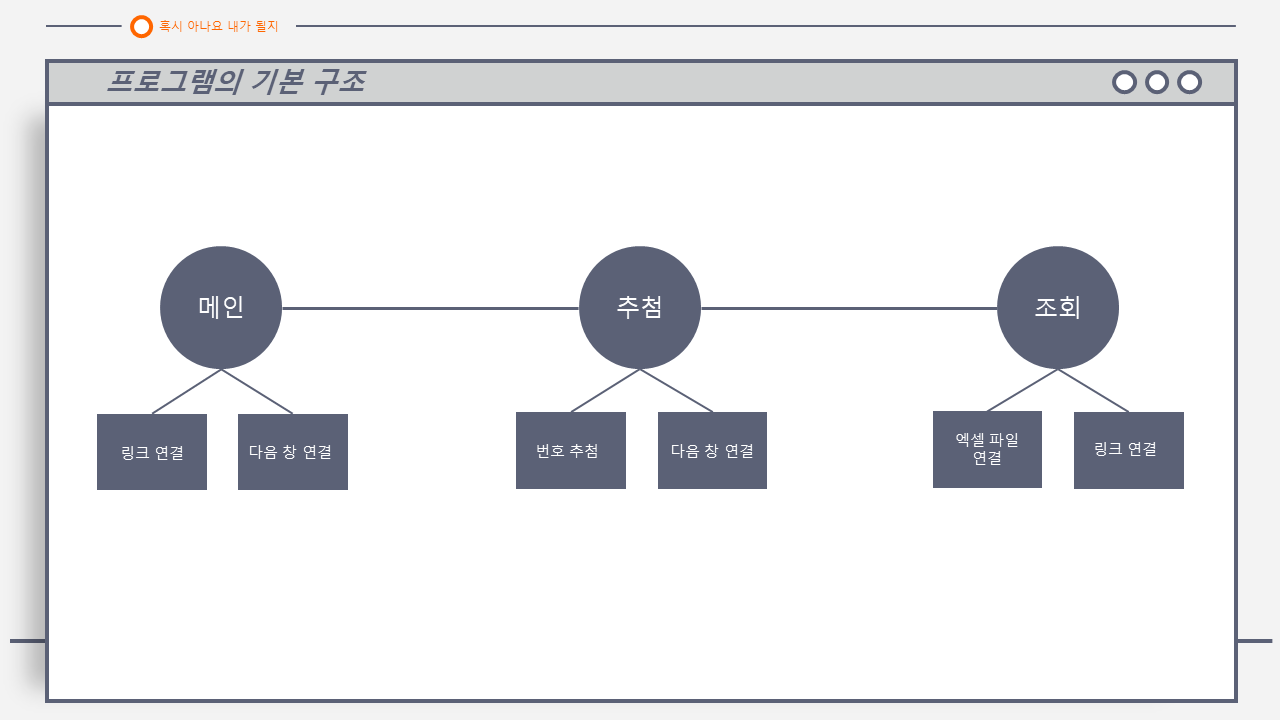 혹시 아나요 내가 될지
프로그램의 기본 구조
메인
추첨
조회
링크 연결
다음 창 연결
번호 추첨
다음 창 연결
엑셀 파일
연결
링크 연결